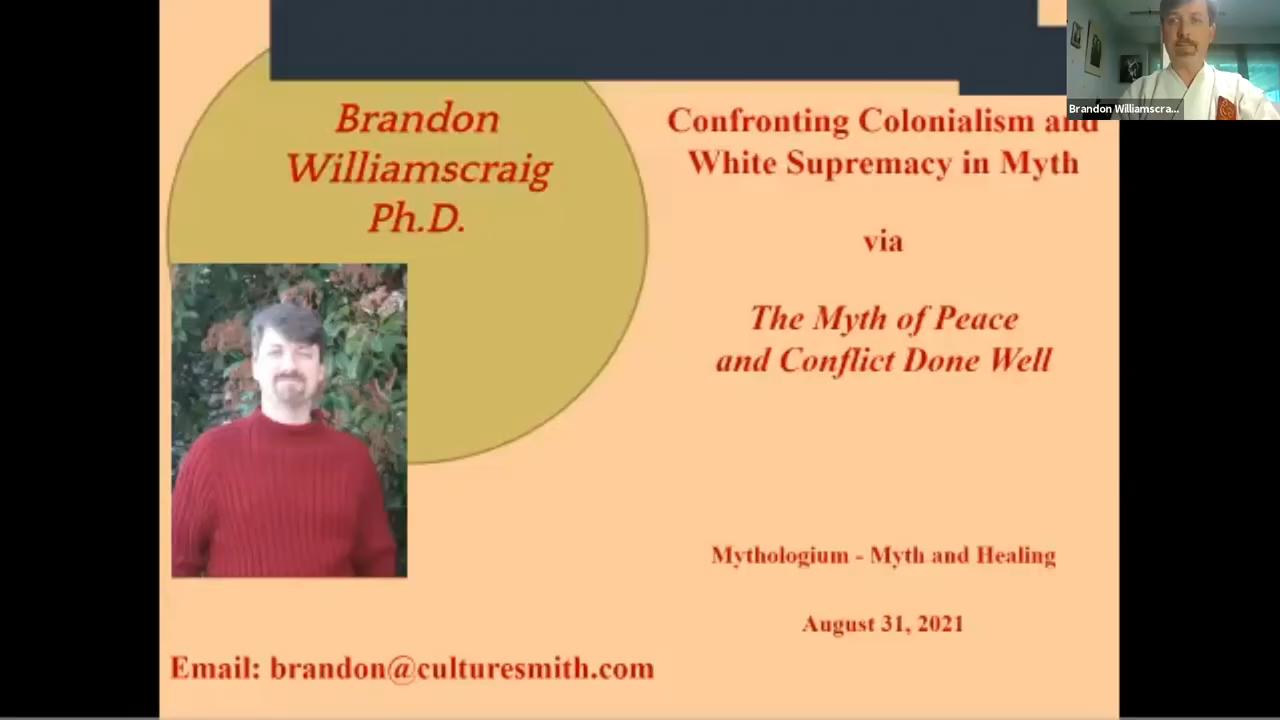 Brandon
Williamscraig
Ph.D.
Confronting Colonialism and
White Supremacy in Myth
via
The Myth of Peace
and Conflict Done Well
Mythologium - Myth and Healing
August 31, 2021
Email: brandon@culturesmith.com
Brandon Williamscra...